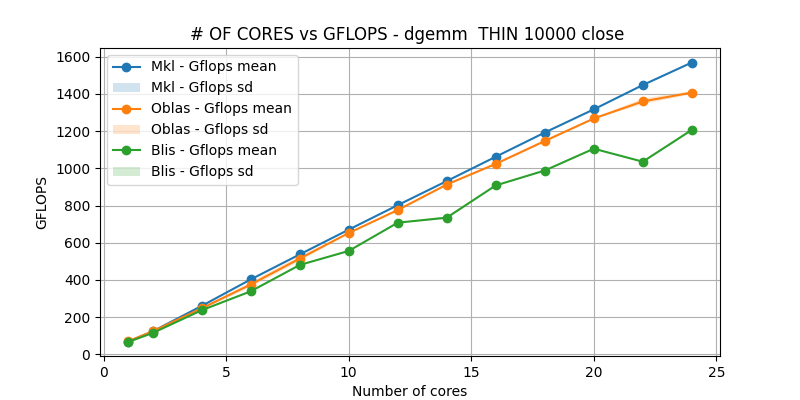 # OF CORES vs GFLOPS - dgemm  THIN 10000 close
1600
1400
1200
1000
800
600
400
200
0
GFLOPS
Mkl - Gflops mean
Mkl - Gflops sd
Oblas - Gflops mean
Oblas - Gflops sd
Blis - Gflops mean
Blis - Gflops sd
0 5 10 15 20 25
Number of cores